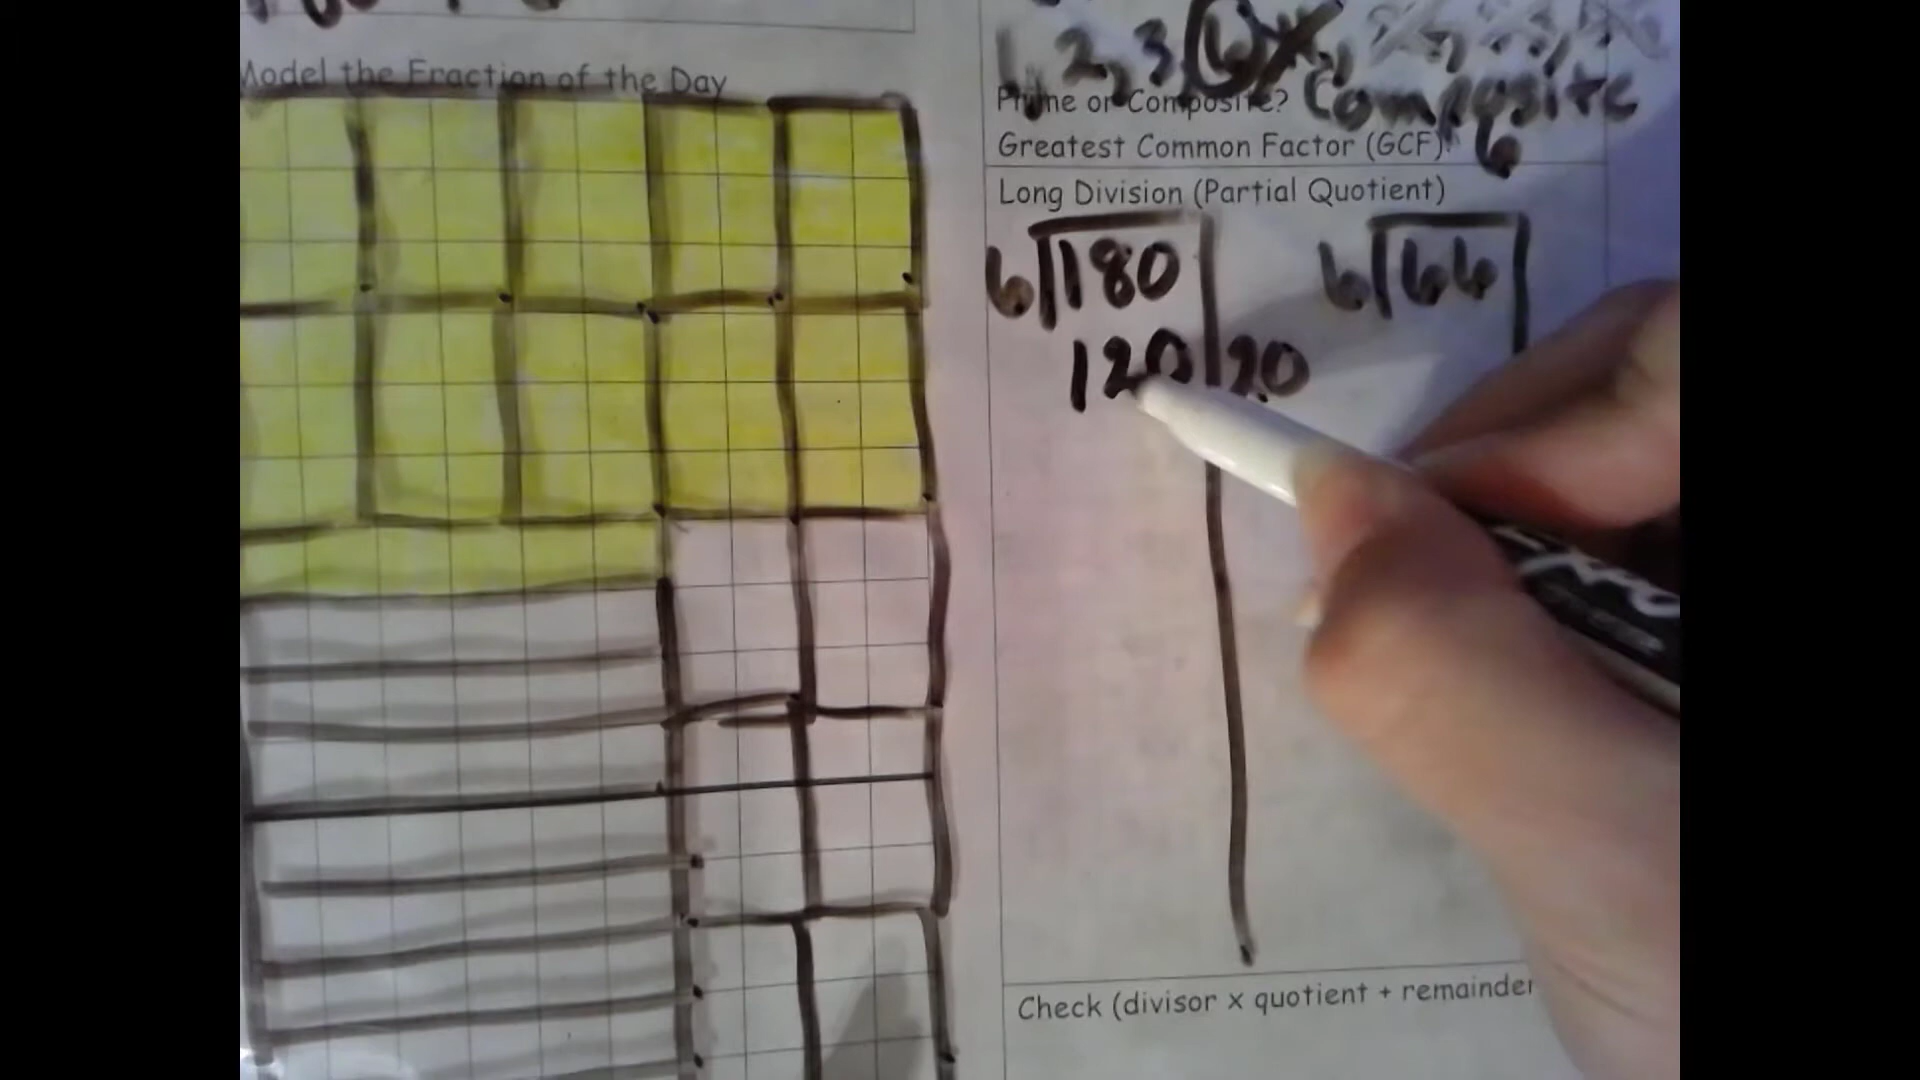 Model the Fraction of the Day
1, 2, 3, 6
Prime or Composite? Composite
Greatest Common Factor (GCF): 6
Long Division (Partial Quotient)
6 180
6 66
120 20
Check (divisor x quotient + remainder